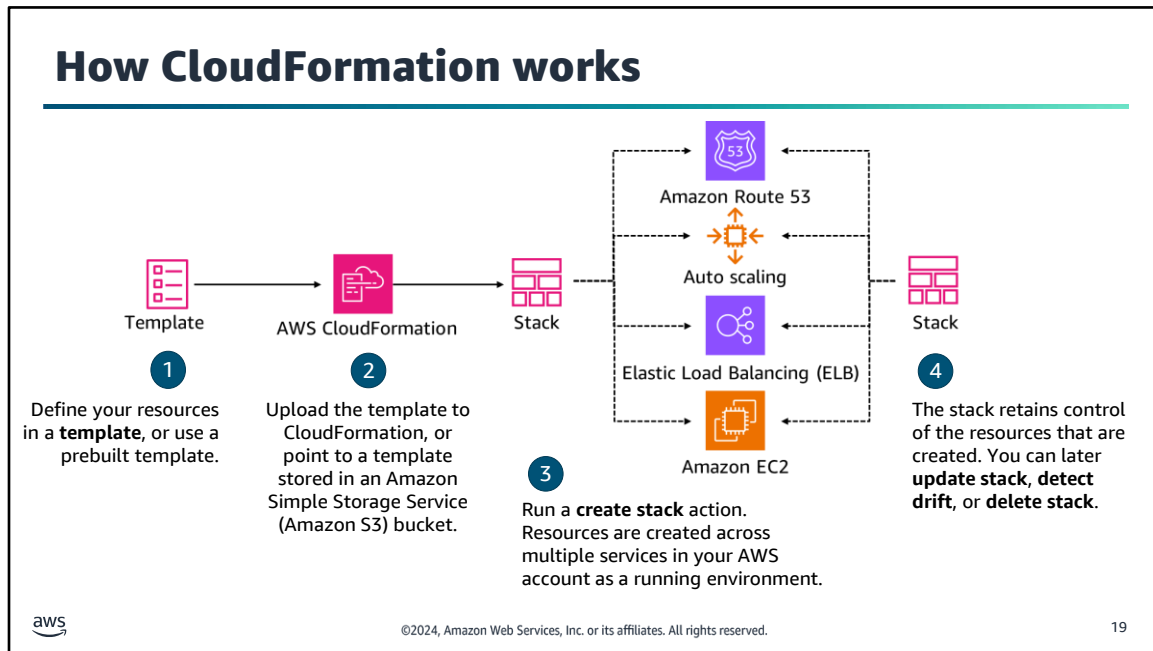 How CloudFormation works
53
Amazon Route 53
Auto scaling
Template
AWS CloudFormation
Stack
Stack
Elastic Load Balancing (ELB)
Amazon EC2
1
Define your resources
in a template, or use a
prebuilt template.
2
Upload the template to
CloudFormation, or
point to a template
stored in an Amazon
Simple Storage Service
(Amazon S3) bucket.
3
Run a create stack action.
Resources are created across
multiple services in your AWS
account as a running environment.
4
The stack retains control
of the resources that are
created. You can later
update stack, detect
drift, or delete stack.
aws
©2024, Amazon Web Services, Inc. or its affiliates. All rights reserved.
19